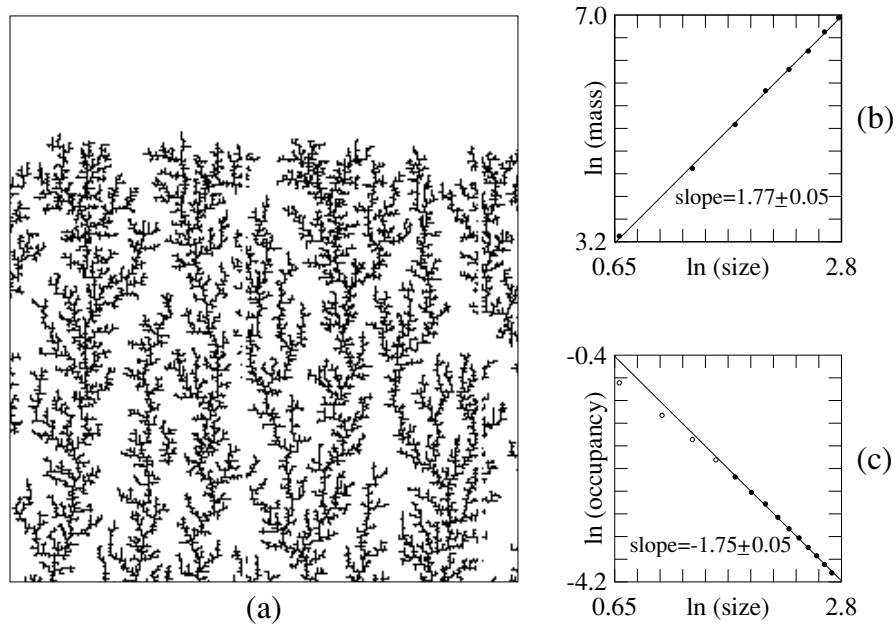 (a)
7.0
ln (mass)
slope=1.77±0.05
3.2
0.65
ln (size)
2.8
(b)
-0.4
ln (occupancy)
slope=-1.75±0.05
-4.2
0.65
ln (size)
2.8
(c)